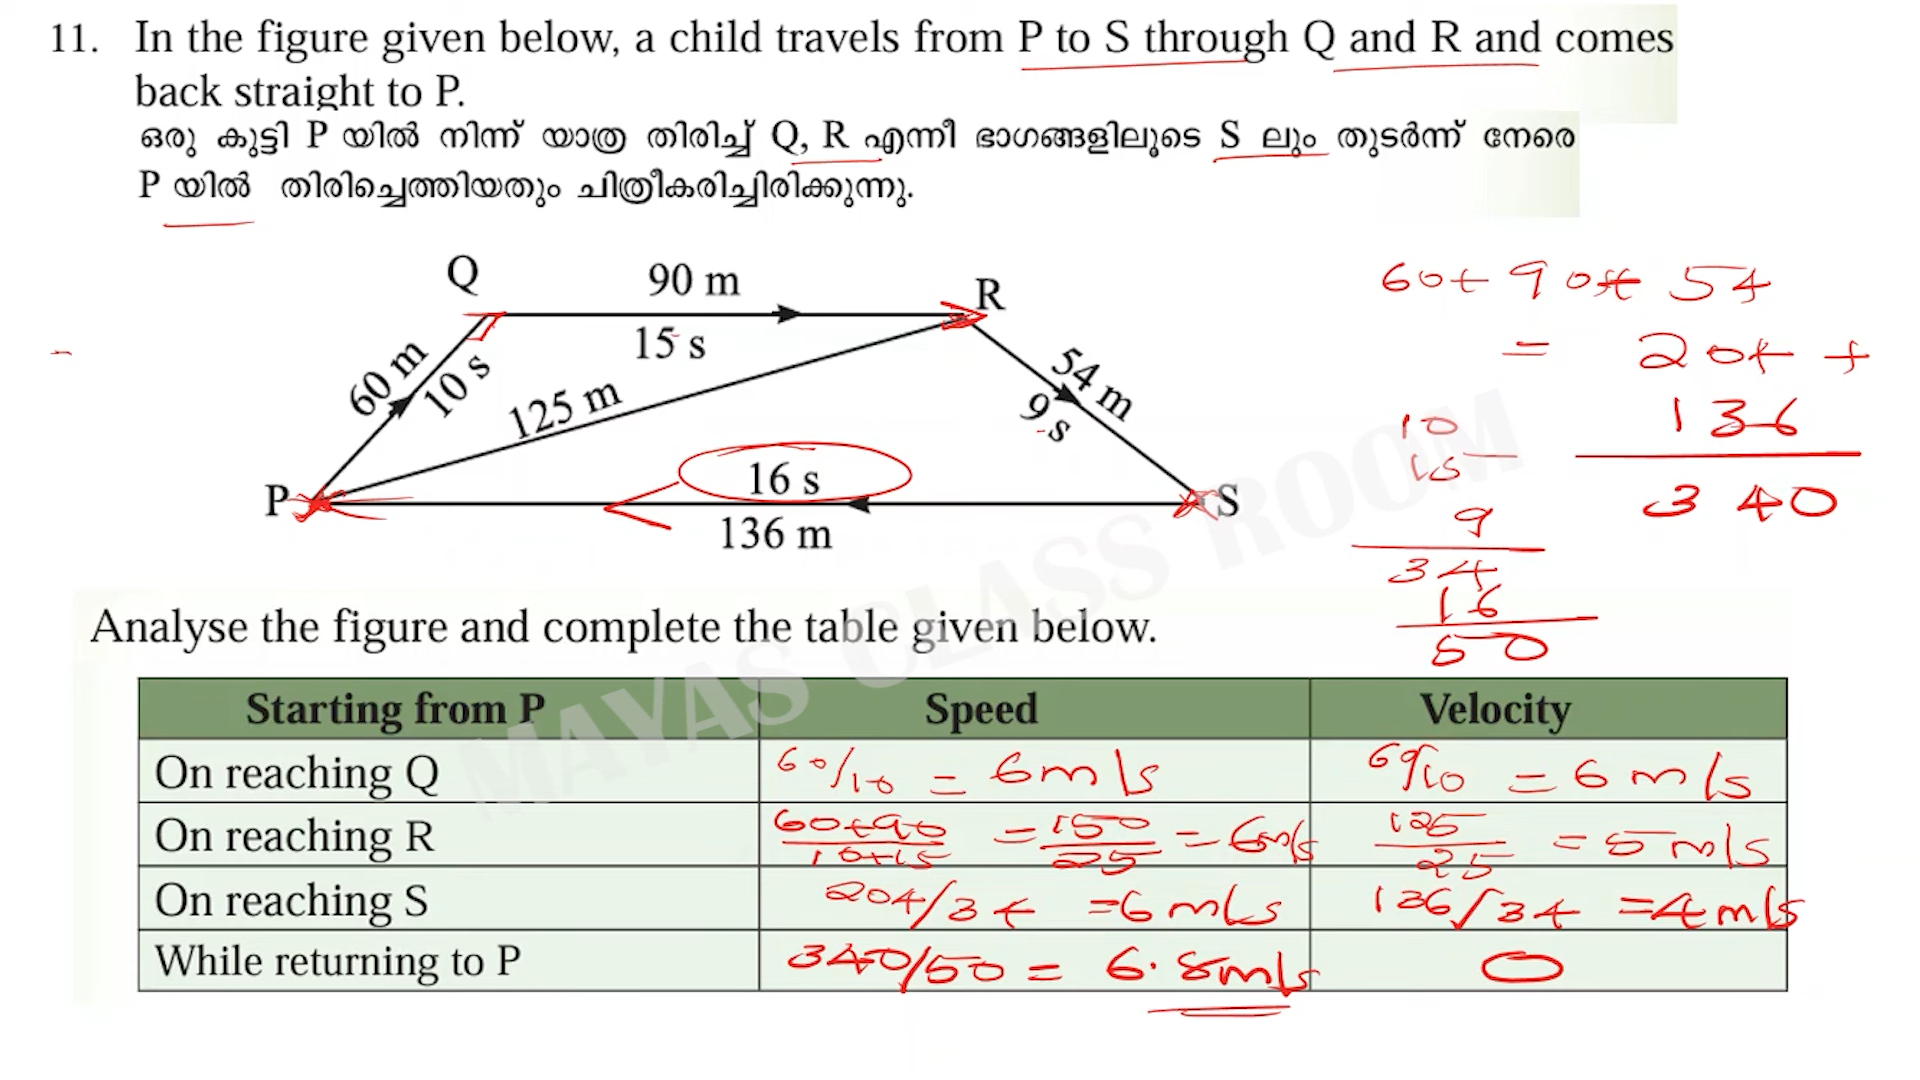 11. In the figure given below, a child travels from P to S through Q and R and comes
back straight to P.
ഒരു കുട്ടി P യിൽ നിന്ന് യാത്ര തിരിച്ച് Q, R എന്നീ ഭാഗങ്ങളിലൂടെ S ലും തുടർന്ന് നേരെ
P യിൽ തിരിച്ചെത്തിയതും ചിത്രീകരിച്ചിരിക്കുന്നു.
Q
90 m
R
15 s
60 m
10 s
125 m
54 m
9 s
P
16 s
S
136 m
60+ 90+ 54
= 204 +
136
340
10
15
9
34
16
50
Analyse the figure and complete the table given below.
Starting from P Speed Velocity
On reaching Q 60/10 = 6m/s 60/10 = 6 m/s
On reaching R 60+90/10+15 = 150/25 = 6m/s 125/25 = 5 m/s
On reaching S 204/34 = 6 m/s 136/34 = 4 m/s
While returning to P 340/50 = 6.8m/s 0
MAYAS CLASS ROOM